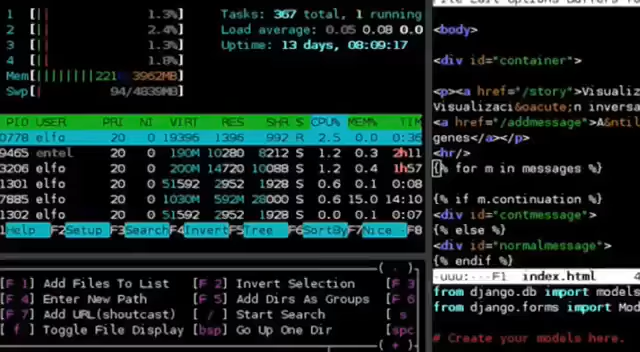 1 1.3%]
2 2.4%]
3 1.3%]
4 1.8%]
Mem 221 3962MB]
Swp[ 94/4839MB]
Tasks: 367 total, 1 running
Load average: 0.05 0.08 0.0
Uptime: 13 days, 08:09:17
PID USER PRI NI VIRT RES SHR S CPU% MEM% TIM
0778 elfo 20 0 19396 1396 992 R 2.5 0.0 0:36
9465 entel 20 0 190M 10280 8212 S 1.2 0.3 2h11
3206 elfo 20 0 200M 14720 10088 S 1.2 0.4 1h57
1301 elfo 20 0 51592 2952 1928 S 0.6 0.1 0:08
7885 elfo 20 0 1030M 592M 28000 S 0.6 15.0 14:10
1302 elfo 20 0 51592 2952 1928 S 0.0 0.1 0:07
1Help F2Setup F3Search F4Invert F5Tree F6SortBy F7Nice - F8
[F 1] Add Files To List [F 2] Invert Selection [F 3
[F 4] Enter New Path [F 5] Add Dirs As Groups [F 6
[F 7] Add URL(shoutcast) [ / ] Start Search [ s
[ f ] Toggle File Display [bsp] Go Up One Dir [spc
<body>
<div id="container">
<p><a href="/story">Visualiz
Visualizaci&oacute;n inversa
<a href="/addmessage">A&ntil
genes</a></p>
<hr/>
{% for m in messages %}
{% if m.continuation %}
<div id="contmessage">
{% else %}
<div id="normalmessage">
{% endif %}
-uuu:---F1 index.html
from django.db import models
from django.forms import Mod
# Create your models here.